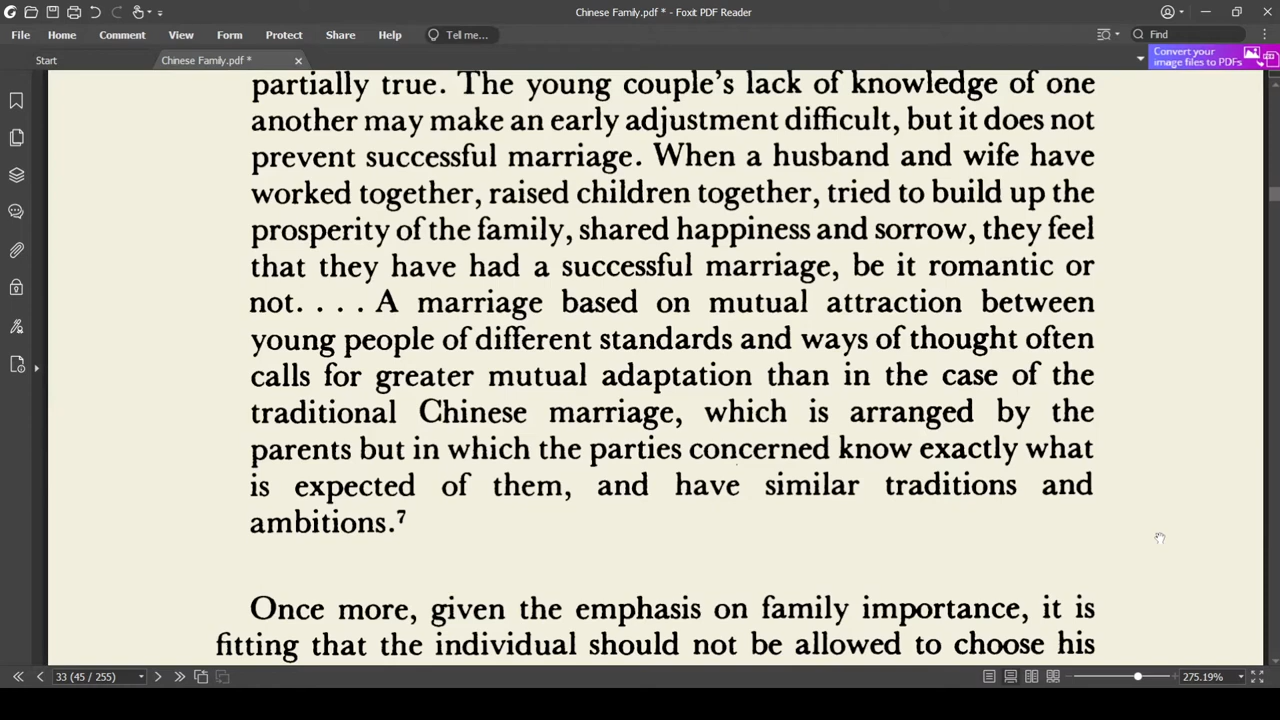 Chinese Family.pdf * - Foxit PDF Reader
File Home Comment View Form Protect Share Help Tell me... Find
Start Chinese Family.pdf * Convert your
image files to PDFs
partially true. The young couple's lack of knowledge of one
another may make an early adjustment difficult, but it does not
prevent successful marriage. When a husband and wife have
worked together, raised children together, tried to build up the
prosperity of the family, shared happiness and sorrow, they feel
that they have had a successful marriage, be it romantic or
not. . . . A marriage based on mutual attraction between
young people of different standards and ways of thought often
calls for greater mutual adaptation than in the case of the
traditional Chinese marriage, which is arranged by the
parents but in which the parties concerned know exactly what
is expected of them, and have similar traditions and
ambitions.⁷
Once more, given the emphasis on family importance, it is
fitting that the individual should not be allowed to choose his
33 (45 / 255) 275.19%